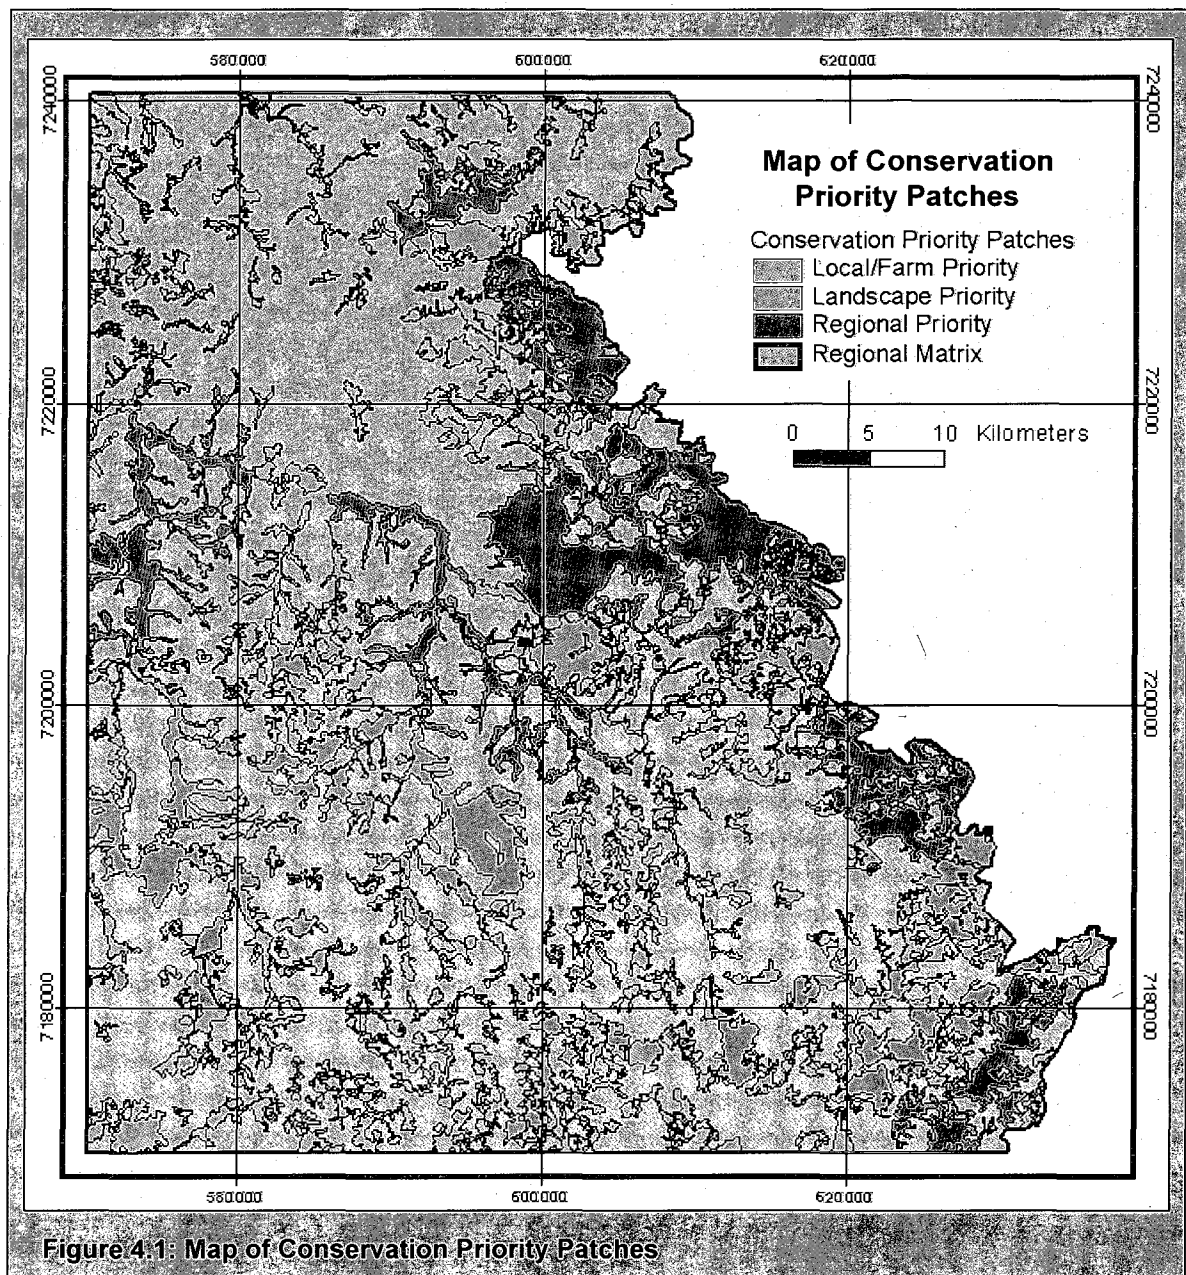 580000 600000 620000
7240000 7240000
Map of Conservation
Priority Patches
Conservation Priority Patches
Local/Farm Priority
Landscape Priority
Regional Priority
Regional Matrix
7220000 7220000
0 5 10 Kilometers
7200000 7200000
7180000 7180000
580000 600000 620000
Figure 4.1: Map of Conservation Priority Patches